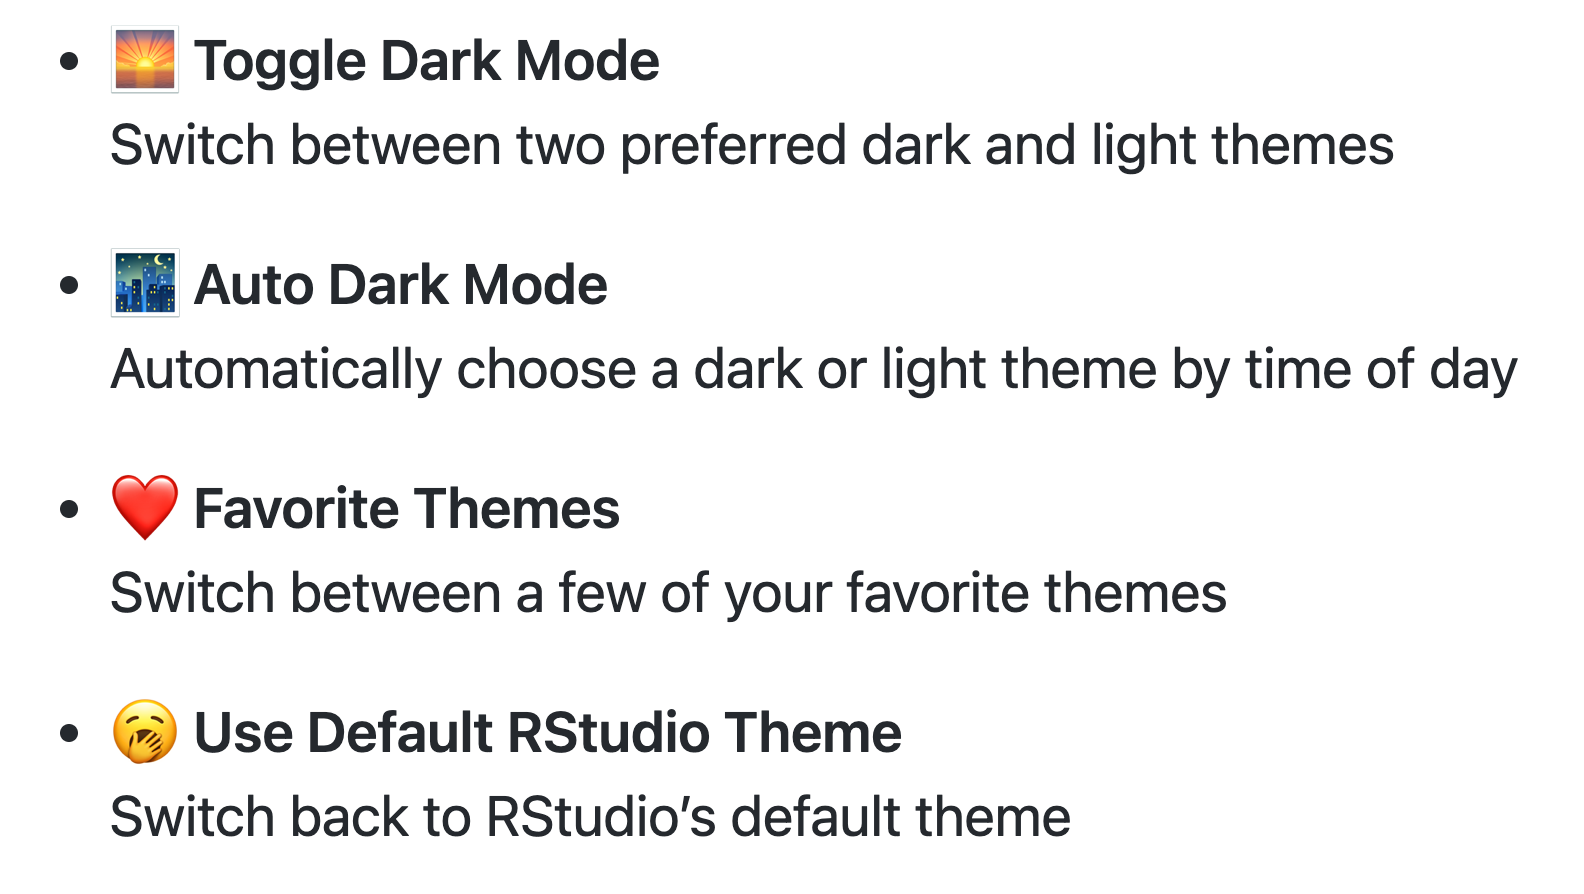 • 🌅 Toggle Dark Mode
Switch between two preferred dark and light themes
• 🌃 Auto Dark Mode
Automatically choose a dark or light theme by time of day
• ❤️ Favorite Themes
Switch between a few of your favorite themes
• 🥱 Use Default RStudio Theme
Switch back to RStudio’s default theme